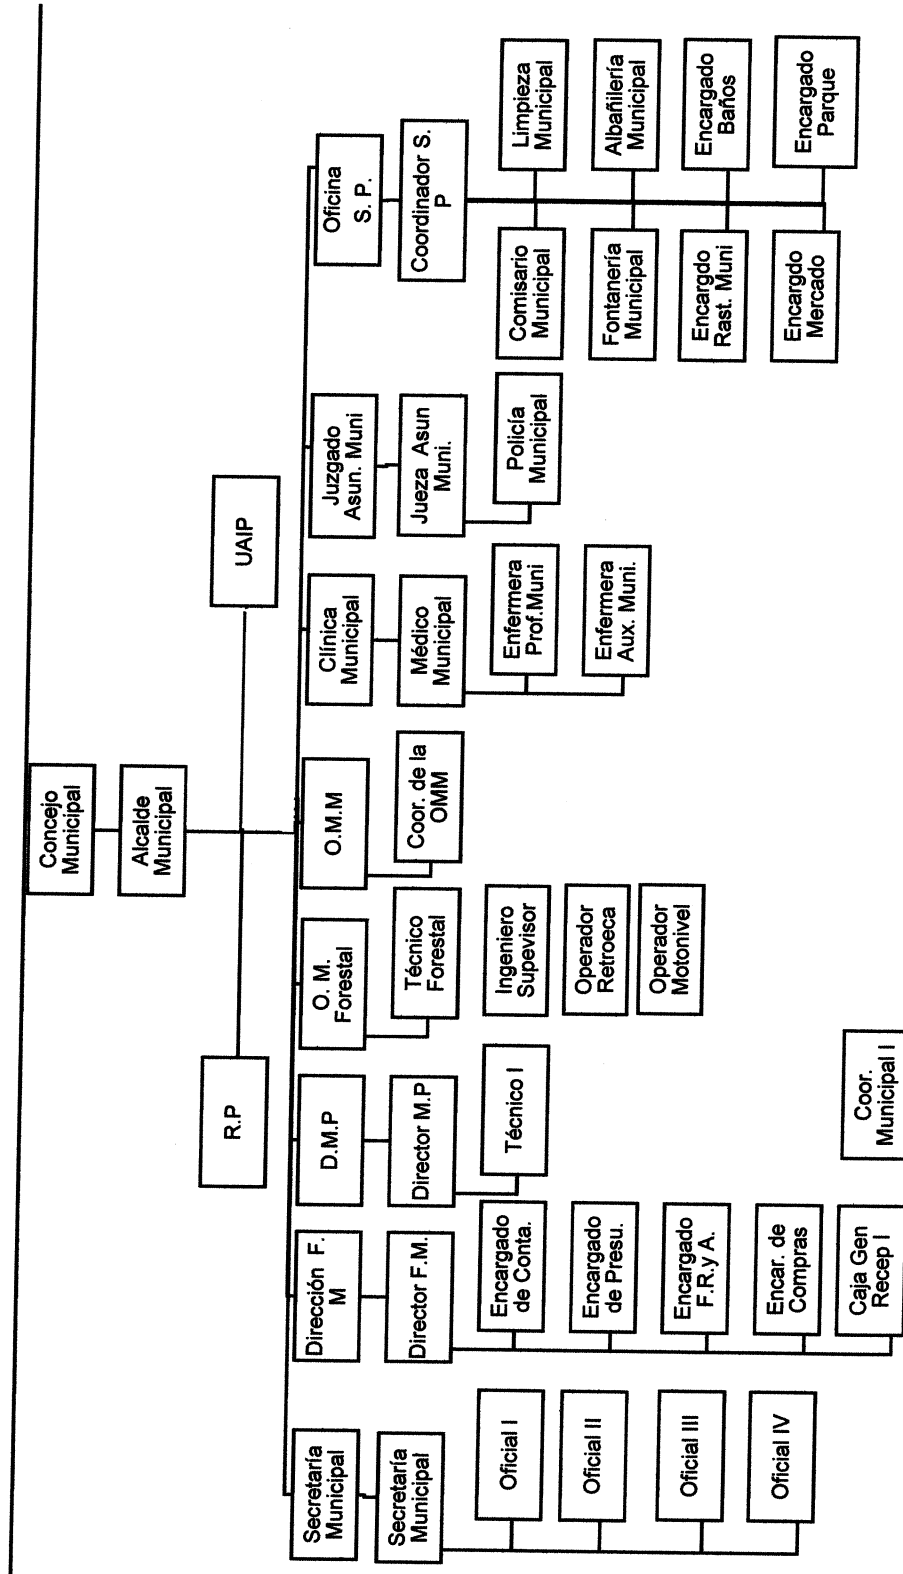 Concejo
Municipal
Alcalde
Municipal
R.P
UAIP
Secretaría
Municipal
Secretaría
Municipal
Oficial I
Oficial II
Oficial III
Oficial IV
Dirección F.
M
Director F.M.
Encargado
de Conta.
Encargado
de Presu.
Encargado
F.R.y A.
Encar. de
Compras
Caja Gen
Recep I
D.M.P
Director M.P
Técnico I
Coor.
Municipal I
O. M.
Forestal
Técnico
Forestal
Ingeniero
Supevisor
Operador
Retroeca
Operador
Motonivel
O.M.M
Coor. de la
OMM
Clínica
Municipal
Médico
Municipal
Enfermera
Prof.Muni
Enfermera
Aux. Muni.
Juzgado
Asun. Muni
Jueza Asun
Muni.
Policía
Municipal
Oficina
S. P.
Coordinador S.
P
Comisario
Municipal
Limpieza
Municipal
Fontanería
Municipal
Albañilería
Municipal
Encargdo
Rast. Muni
Encargado
Baños
Encargdo
Mercado
Encargado
Parque